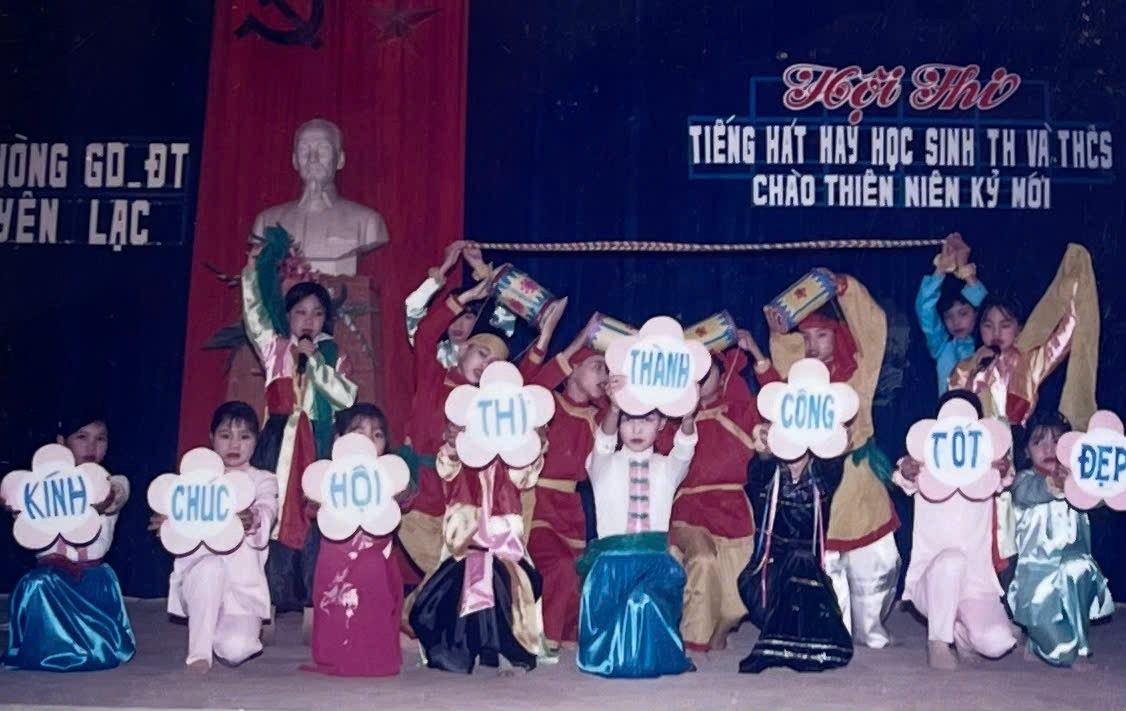 HÒNG GD_ĐT
YÊN LẠC
Hội Thi
TIẾNG HÁT HAY HỌC SINH TH VÀ THCS
CHÀO THIÊN NIÊN KỶ MỚI
KÍNH CHÚC HỘI THI THÀNH CÔNG TỐT ĐẸP